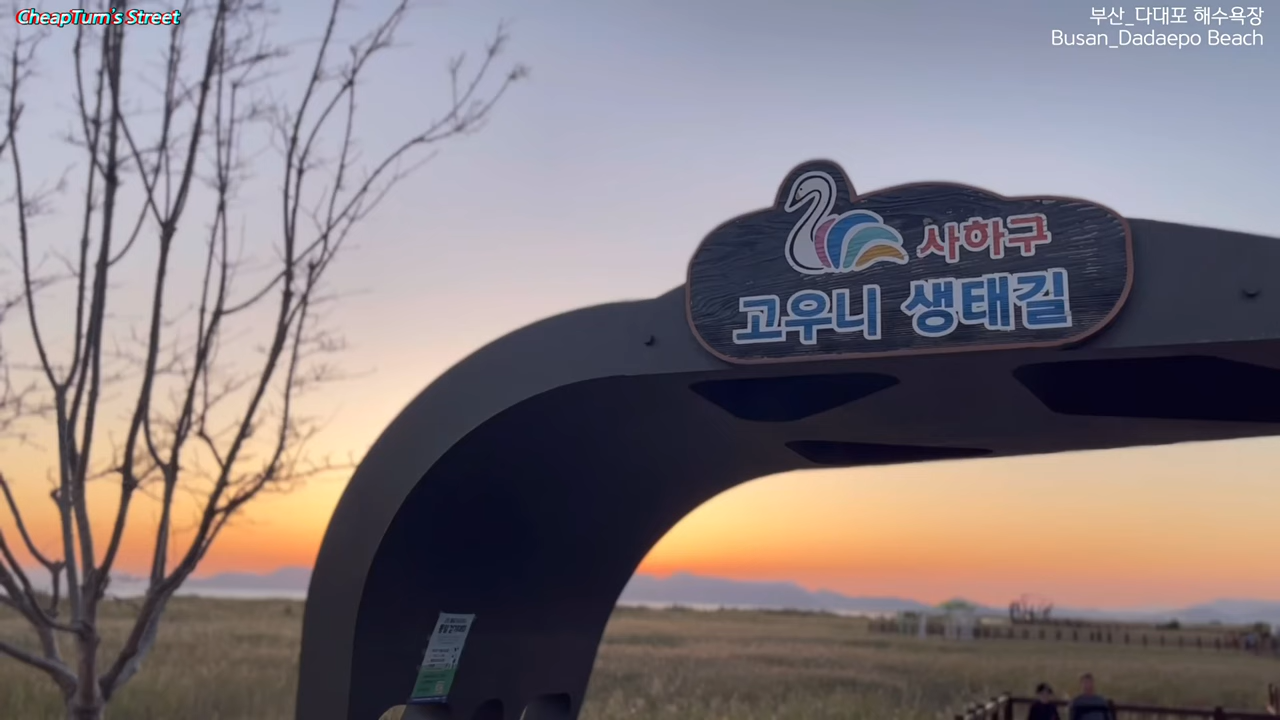 CheapTurn's Street
부산_다대포 해수욕장
Busan_Dadaepo Beach
사하구
고우니 생태길